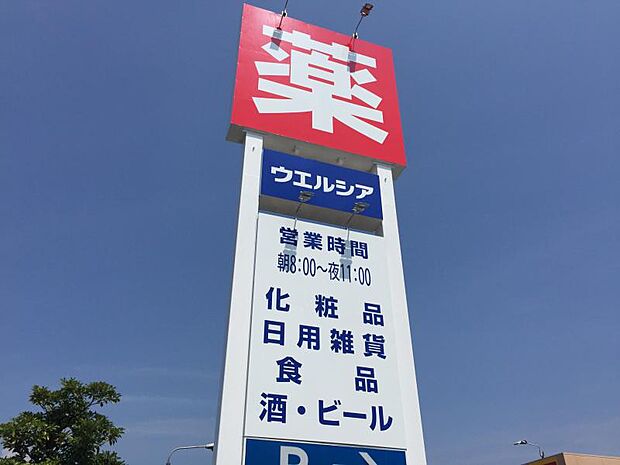 薬
ウエルシア
営業時間
朝8:00～夜11:00
化粧品
日用雑貨
食品
酒・ビール
P →